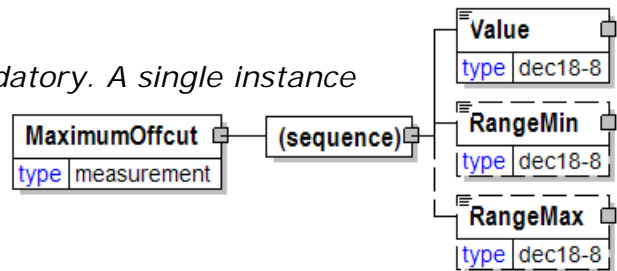 Value
type dec18-8
datory. A single instance
RangeMin
MaximumOffcut (sequence)
type measurement type dec18-8
RangeMax
type dec18-8